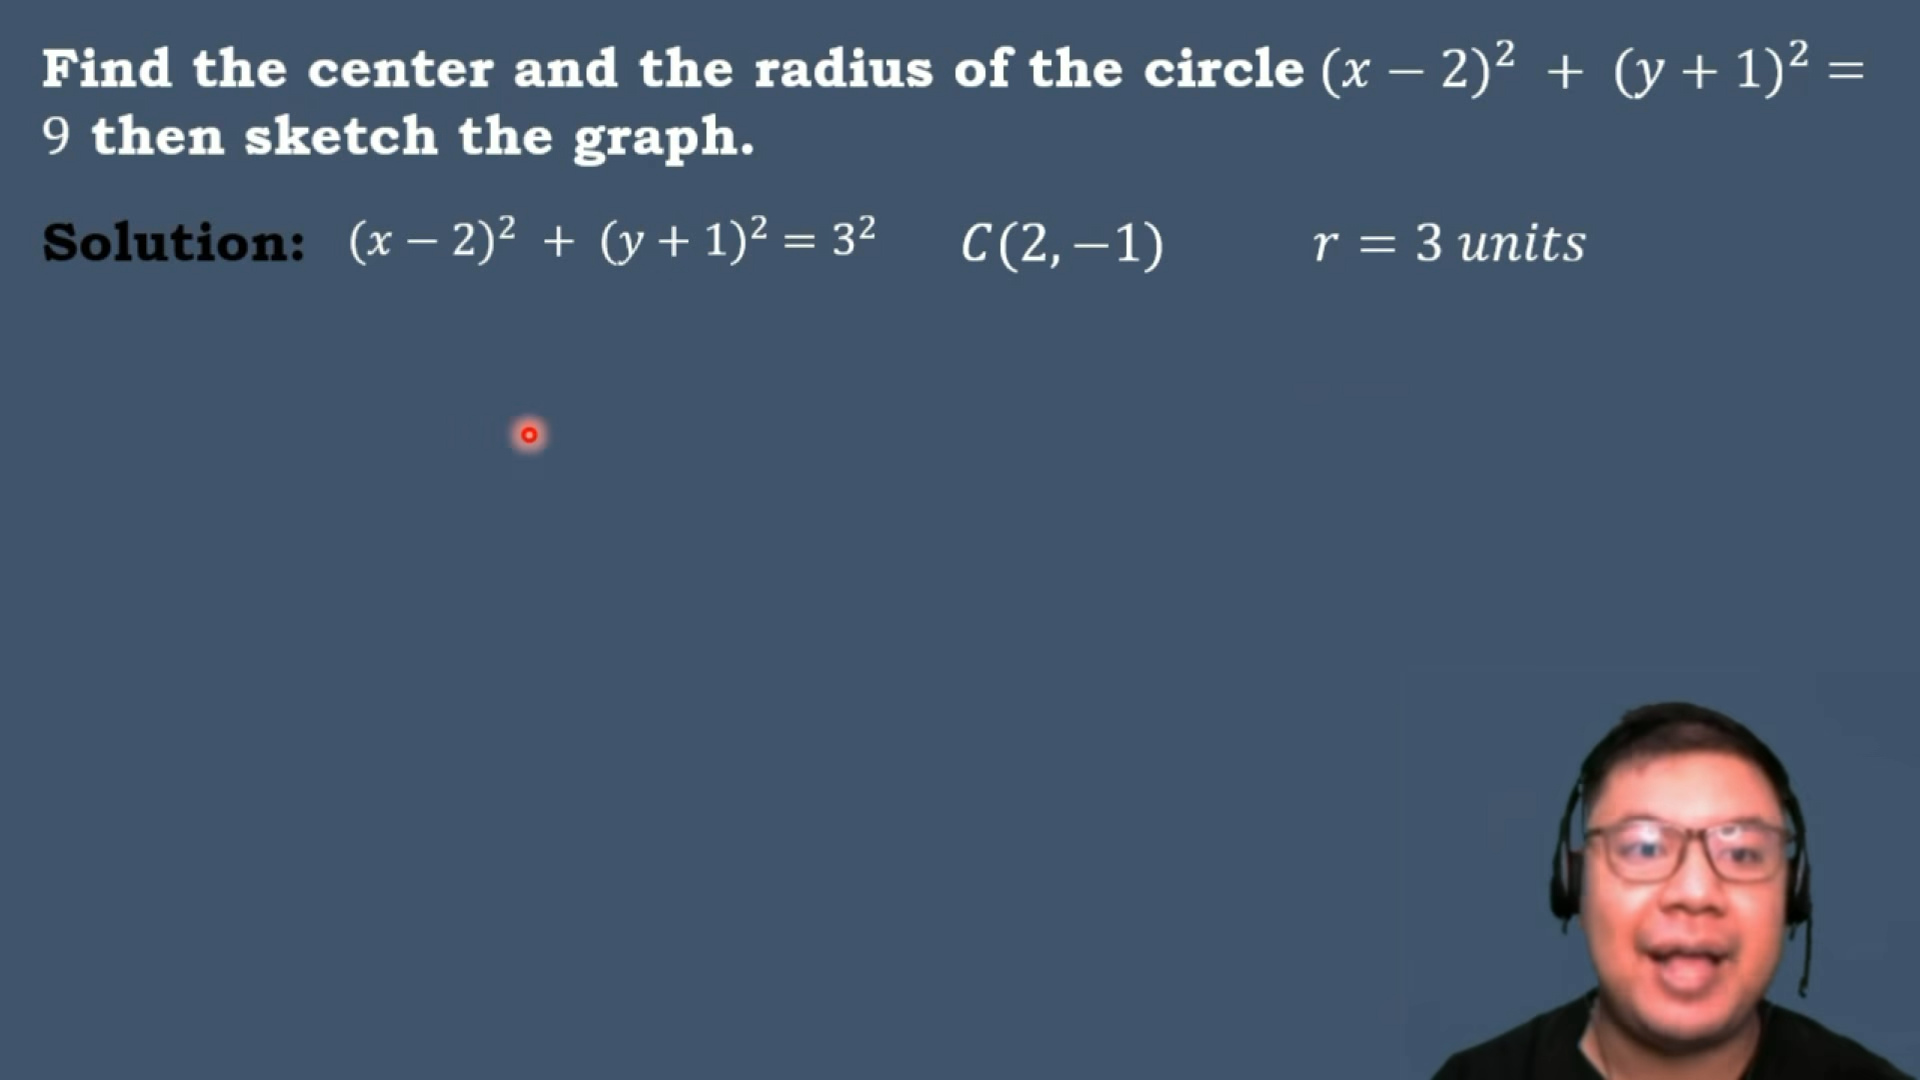 Find the center and the radius of the circle (x − 2)² + (y + 1)² =
9 then sketch the graph.
Solution: (x − 2)² + (y + 1)² = 3² C(2, −1) r = 3 units